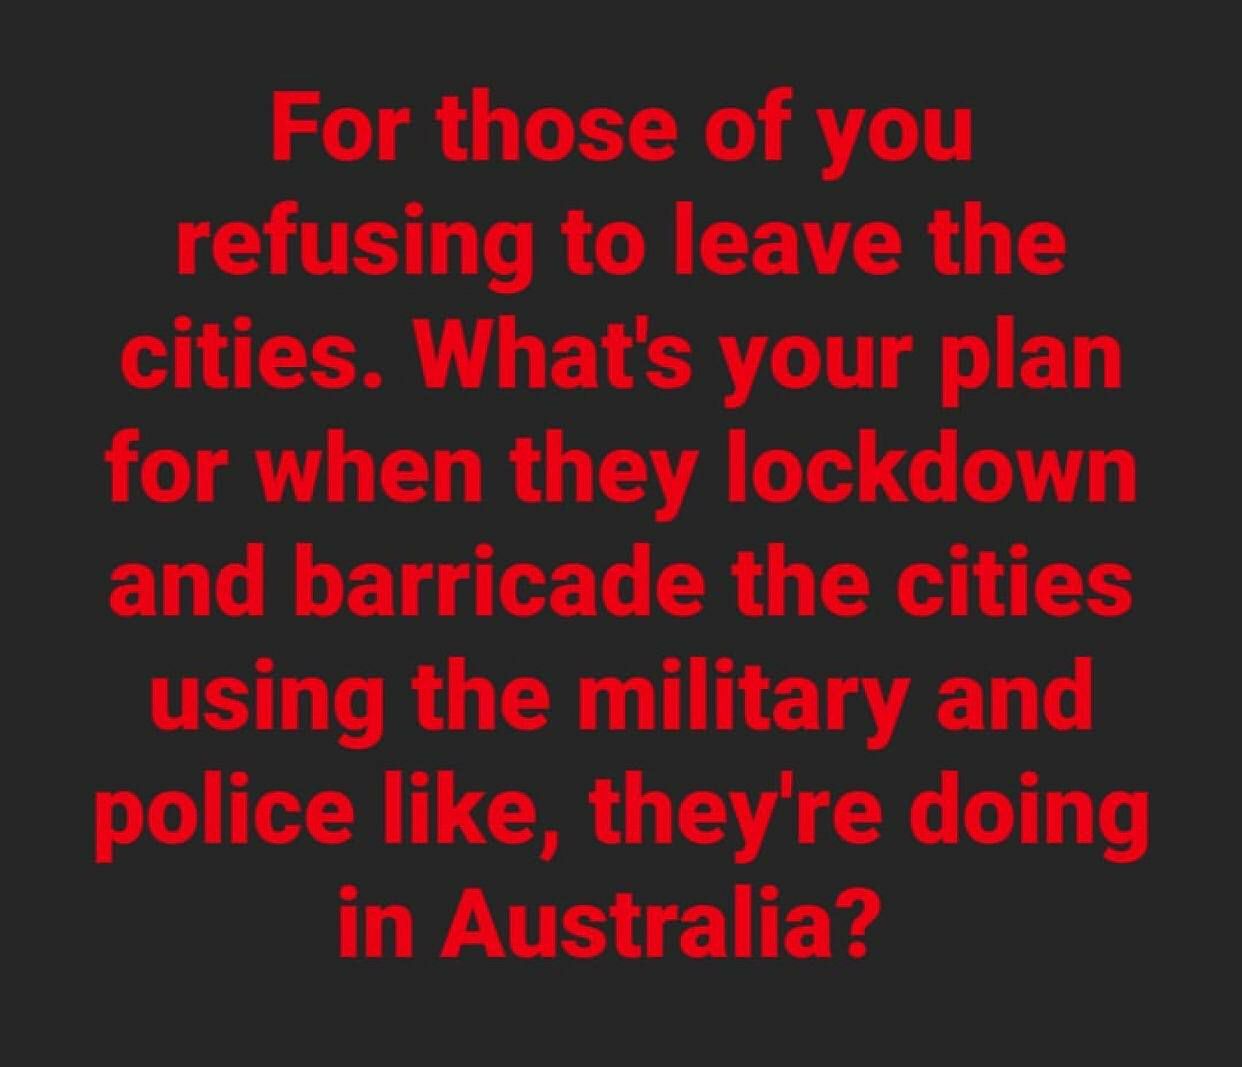 For those of you
refusing to leave the
cities. What's your plan
for when they lockdown
and barricade the cities
using the military and
police like, they're doing
in Australia?